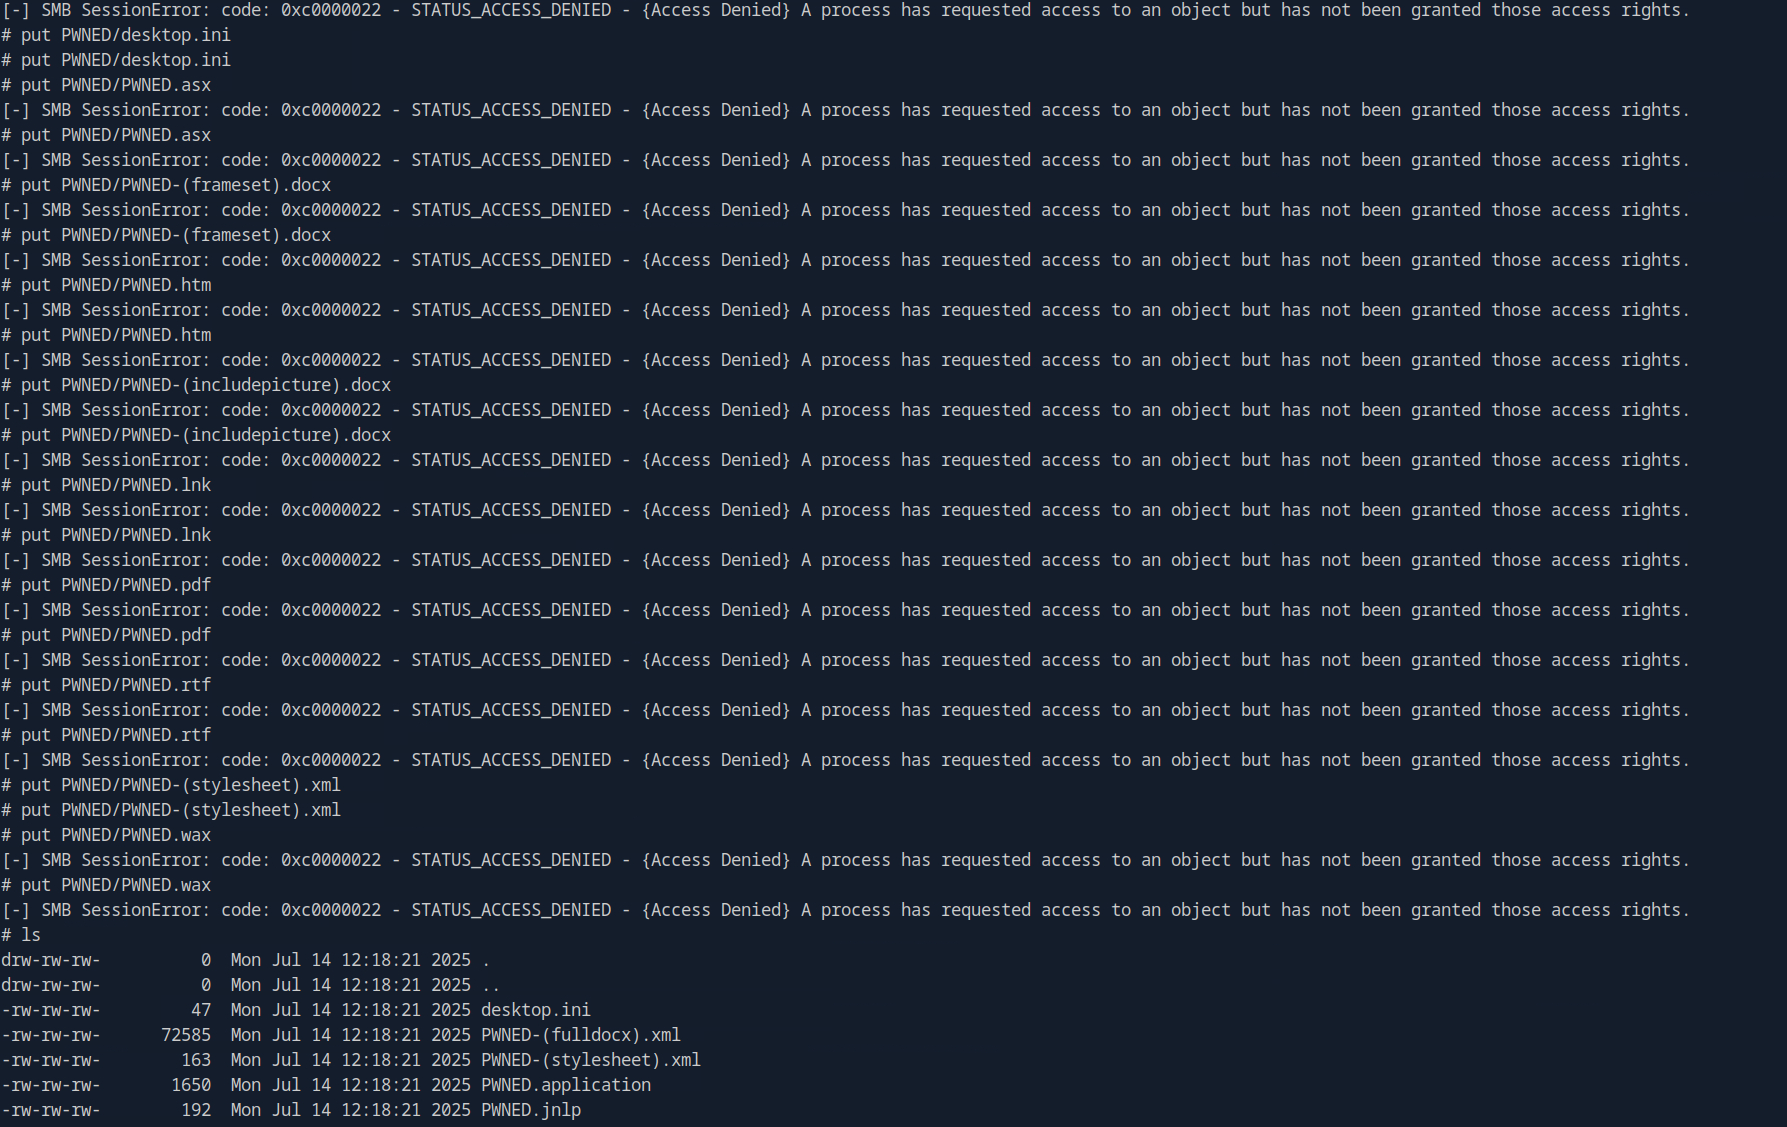 [-] SMB SessionError: code: 0xc0000022 - STATUS_ACCESS_DENIED - {Access Denied} A process has requested access to an object but has not been granted those access rights.
# put PWNED/desktop.ini
# put PWNED/desktop.ini
# put PWNED/PWNED.asx
[-] SMB SessionError: code: 0xc0000022 - STATUS_ACCESS_DENIED - {Access Denied} A process has requested access to an object but has not been granted those access rights.
# put PWNED/PWNED.asx
[-] SMB SessionError: code: 0xc0000022 - STATUS_ACCESS_DENIED - {Access Denied} A process has requested access to an object but has not been granted those access rights.
# put PWNED/PWNED-(frameset).docx
[-] SMB SessionError: code: 0xc0000022 - STATUS_ACCESS_DENIED - {Access Denied} A process has requested access to an object but has not been granted those access rights.
# put PWNED/PWNED-(frameset).docx
[-] SMB SessionError: code: 0xc0000022 - STATUS_ACCESS_DENIED - {Access Denied} A process has requested access to an object but has not been granted those access rights.
# put PWNED/PWNED.htm
[-] SMB SessionError: code: 0xc0000022 - STATUS_ACCESS_DENIED - {Access Denied} A process has requested access to an object but has not been granted those access rights.
# put PWNED/PWNED.htm
[-] SMB SessionError: code: 0xc0000022 - STATUS_ACCESS_DENIED - {Access Denied} A process has requested access to an object but has not been granted those access rights.
# put PWNED/PWNED-(includepicture).docx
[-] SMB SessionError: code: 0xc0000022 - STATUS_ACCESS_DENIED - {Access Denied} A process has requested access to an object but has not been granted those access rights.
# put PWNED/PWNED-(includepicture).docx
[-] SMB SessionError: code: 0xc0000022 - STATUS_ACCESS_DENIED - {Access Denied} A process has requested access to an object but has not been granted those access rights.
# put PWNED/PWNED.lnk
[-] SMB SessionError: code: 0xc0000022 - STATUS_ACCESS_DENIED - {Access Denied} A process has requested access to an object but has not been granted those access rights.
# put PWNED/PWNED.lnk
[-] SMB SessionError: code: 0xc0000022 - STATUS_ACCESS_DENIED - {Access Denied} A process has requested access to an object but has not been granted those access rights.
# put PWNED/PWNED.pdf
[-] SMB SessionError: code: 0xc0000022 - STATUS_ACCESS_DENIED - {Access Denied} A process has requested access to an object but has not been granted those access rights.
# put PWNED/PWNED.pdf
[-] SMB SessionError: code: 0xc0000022 - STATUS_ACCESS_DENIED - {Access Denied} A process has requested access to an object but has not been granted those access rights.
# put PWNED/PWNED.rtf
[-] SMB SessionError: code: 0xc0000022 - STATUS_ACCESS_DENIED - {Access Denied} A process has requested access to an object but has not been granted those access rights.
# put PWNED/PWNED.rtf
[-] SMB SessionError: code: 0xc0000022 - STATUS_ACCESS_DENIED - {Access Denied} A process has requested access to an object but has not been granted those access rights.
# put PWNED/PWNED-(stylesheet).xml
# put PWNED/PWNED-(stylesheet).xml
# put PWNED/PWNED.wax
[-] SMB SessionError: code: 0xc0000022 - STATUS_ACCESS_DENIED - {Access Denied} A process has requested access to an object but has not been granted those access rights.
# put PWNED/PWNED.wax
[-] SMB SessionError: code: 0xc0000022 - STATUS_ACCESS_DENIED - {Access Denied} A process has requested access to an object but has not been granted those access rights.
# ls
drw-rw-rw-          0  Mon Jul 14 12:18:21 2025 .
drw-rw-rw-          0  Mon Jul 14 12:18:21 2025 ..
-rw-rw-rw-         47  Mon Jul 14 12:18:21 2025 desktop.ini
-rw-rw-rw-      72585  Mon Jul 14 12:18:21 2025 PWNED-(fulldocx).xml
-rw-rw-rw-        163  Mon Jul 14 12:18:21 2025 PWNED-(stylesheet).xml
-rw-rw-rw-       1650  Mon Jul 14 12:18:21 2025 PWNED.application
-rw-rw-rw-        192  Mon Jul 14 12:18:21 2025 PWNED.jnlp